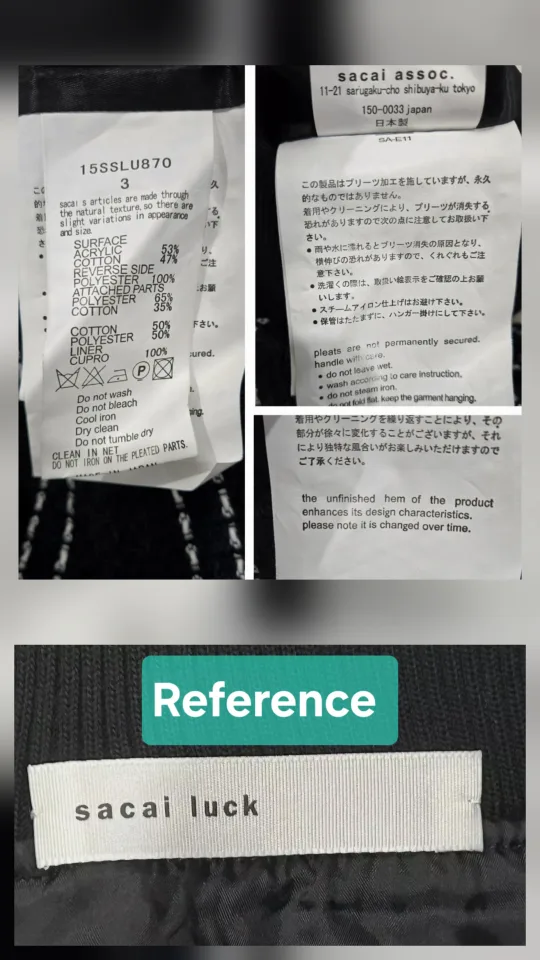 15SSLU870
3
sacai s articles are made through
the natural texture, so there are
slight variations in appearance
and size.
SURFACE
ACRYLIC 53%
COTTON 47%
REVERSE SIDE
POLYESTER 100%
ATTACHED PARTS
POLYESTER 65%
COTTON 35%
COTTON 50%
POLYESTER 50%
LINER
CUPRO 100%
P
Do not wash
Do not bleach
Cool iron
Dry clean
Do not tumble dry
CLEAN IN NET
DO NOT IRON ON THE PLEATED PARTS.
MADE IN JAPAN
sacai assoc.
11-21 sarugaku-cho shibuya-ku tokyo
150-0033 japan
日本製
SA-E11
この製品はプリーツ加工を施していますが、永久
的なものではありません。
着用やクリーニングにより、プリーツが消失する
恐れがありますので次の点に注意してお取扱い下
さい。
● 雨や水に濡れるとプリーツ消失の原因となり、
横伸びの恐れがありますので、くれぐれもご注
意下さい。
● 洗濯の際は、取扱い絵表示をご確認の上お願
いします。
● スチームアイロン仕上げはお避け下さい。
● 保管はたたまずに、ハンガー掛けにして下さい。
pleats are not permanently secured.
handle with care.
● do not leave wet.
● wash according to care instruction.
● do not steam iron.
● do not fold flat. keep the garment hanging.
着用やクリーニングを繰り返すことにより、その
部分が徐々に変化することがございますが、それ
により独特な風合いがお楽しみいただけますので
ご了承ください。
the unfinished hem of the product
enhances its design characteristics.
please note it is changed over time.
Reference
sacai luck